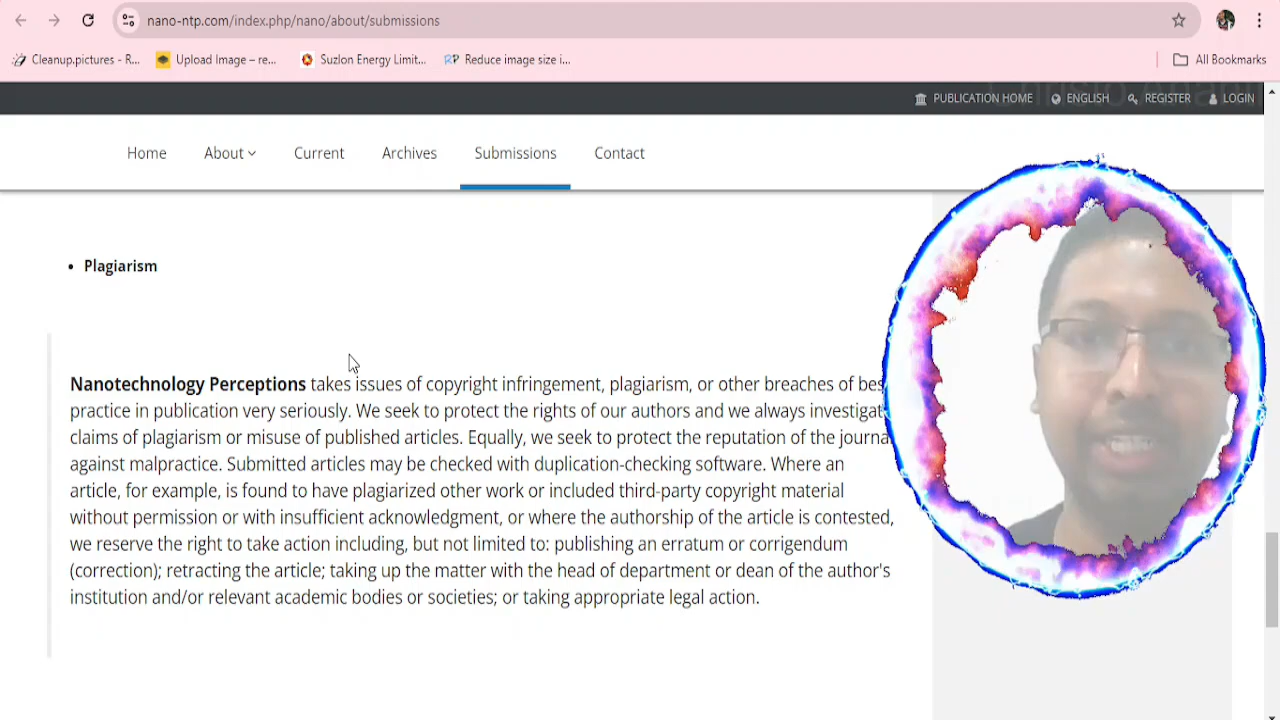 nano-ntp.com/index.php/nano/about/submissions
Cleanup.pictures - R... Upload Image – re... Suzlon Energy Limit... RP Reduce image size i... All Bookmarks
PUBLICATION HOME ENGLISH REGISTER LOGIN
Home About Current Archives Submissions Contact
• Plagiarism
Nanotechnology Perceptions takes issues of copyright infringement, plagiarism, or other breaches of bes
practice in publication very seriously. We seek to protect the rights of our authors and we always investigat
claims of plagiarism or misuse of published articles. Equally, we seek to protect the reputation of the journa
against malpractice. Submitted articles may be checked with duplication-checking software. Where an
article, for example, is found to have plagiarized other work or included third-party copyright material
without permission or with insufficient acknowledgment, or where the authorship of the article is contested,
we reserve the right to take action including, but not limited to: publishing an erratum or corrigendum
(correction); retracting the article; taking up the matter with the head of department or dean of the author's
institution and/or relevant academic bodies or societies; or taking appropriate legal action.